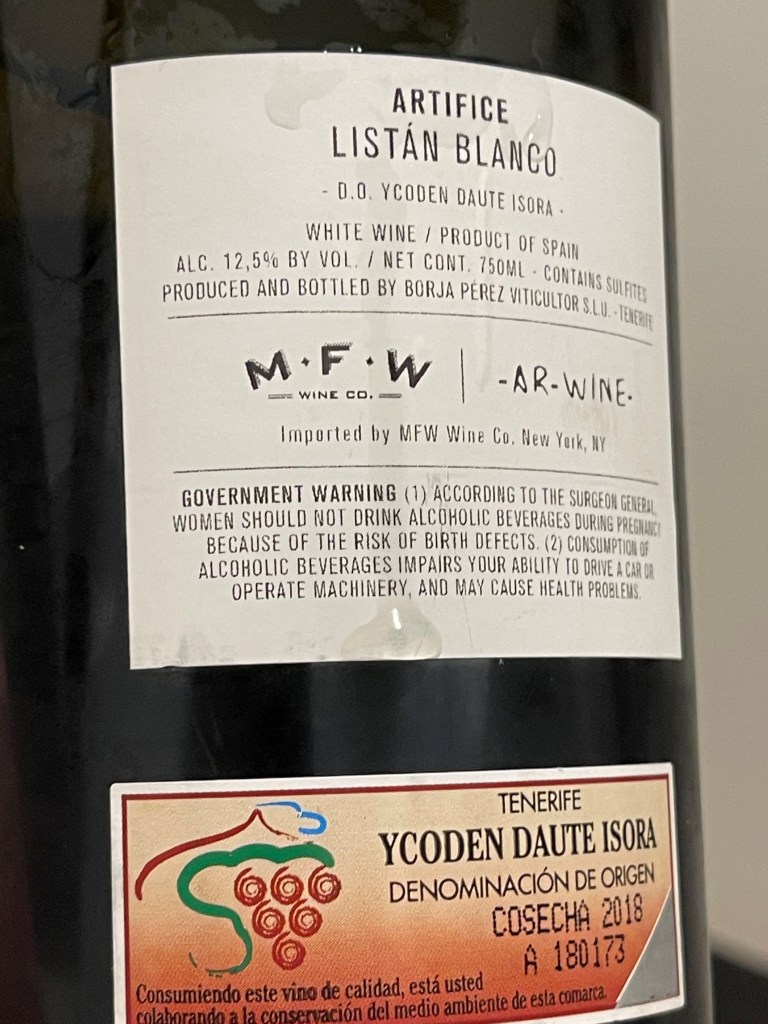 ARTIFICE
LISTÁN BLANCO
- D.O. YCODEN DAUTE ISORA -
WHITE WINE / PRODUCT OF SPAIN
ALC. 12,5% BY VOL. / NET CONT. 750ML - CONTAINS SULFITES
PRODUCED AND BOTTLED BY BORJA PÉREZ VITICULTOR S.L.U. -TENERIFE
M·F·W
WINE CO.
-AR-WINE-
Imported by MFW Wine Co. New York, NY
GOVERNMENT WARNING (1) ACCORDING TO THE SURGEON GENERAL
WOMEN SHOULD NOT DRINK ALCOHOLIC BEVERAGES DURING PREGNANCY
BECAUSE OF THE RISK OF BIRTH DEFECTS. (2) CONSUMPTION OF
ALCOHOLIC BEVERAGES IMPAIRS YOUR ABILITY TO DRIVE A CAR OR
OPERATE MACHINERY, AND MAY CAUSE HEALTH PROBLEMS.
TENERIFE
YCODEN DAUTE ISORA
DENOMINACIÓN DE ORIGEN
COSECHA 2018
A 180173
Consumiendo este vino de calidad, está usted
colaborando a la conservación del medio ambiente de esta comarca.